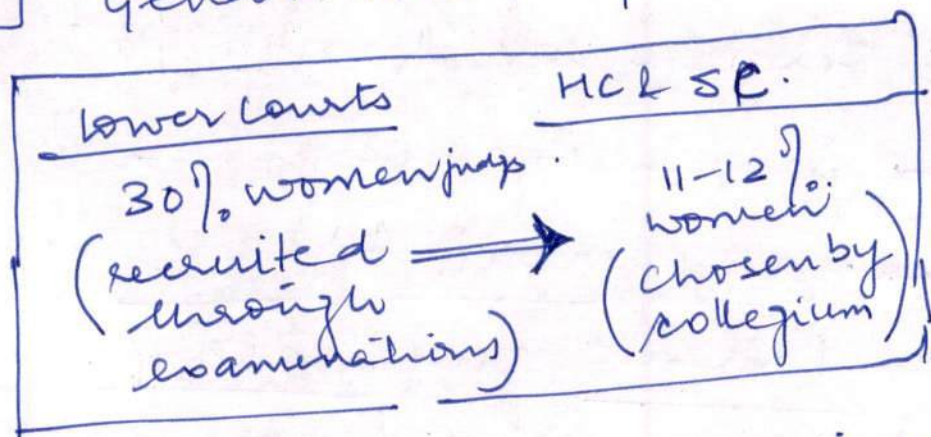 lower courts HC & SC.
30% women judges. 11-12%.
(recruited women
through (chosen by
examinations) collegium)